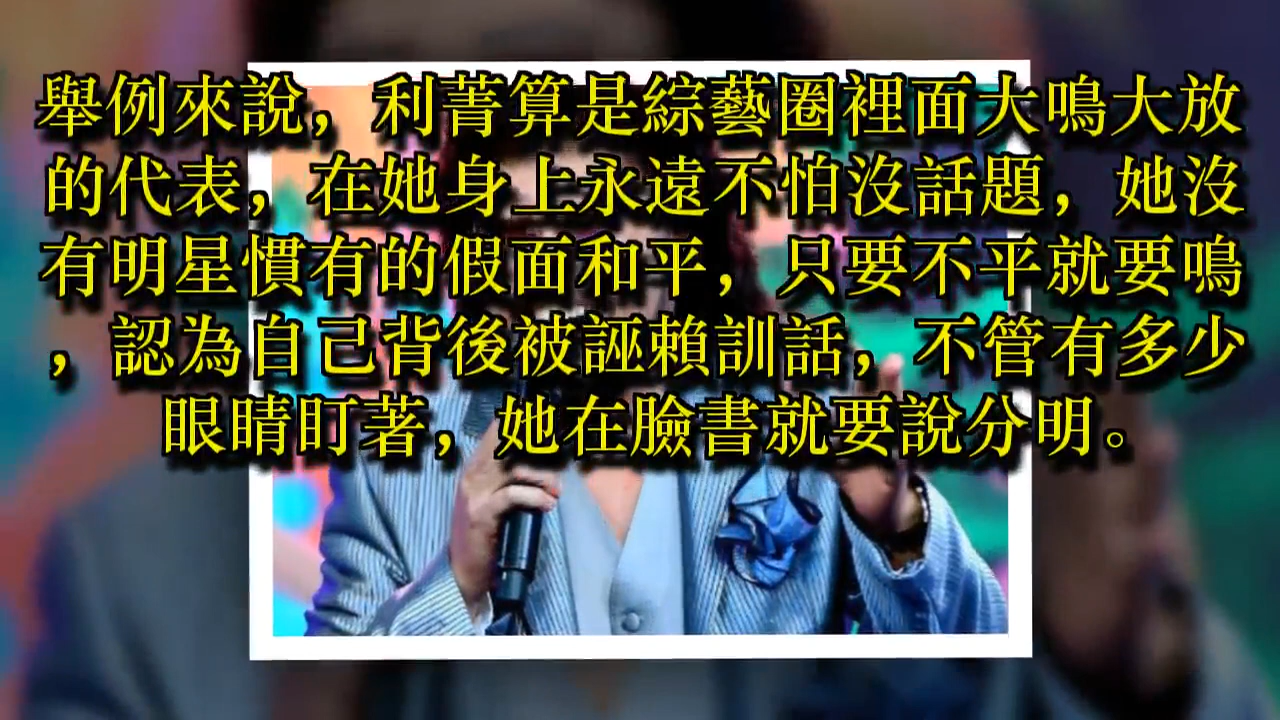 舉例來說，利菁算是綜藝圈裡面大鳴大放
的代表，在她身上永遠不怕沒話題，她沒
有明星慣有的假面和平，只要不平就要鳴
，認為自己背後被誣賴訓話，不管有多少
眼睛盯著，她在臉書就要說分明。